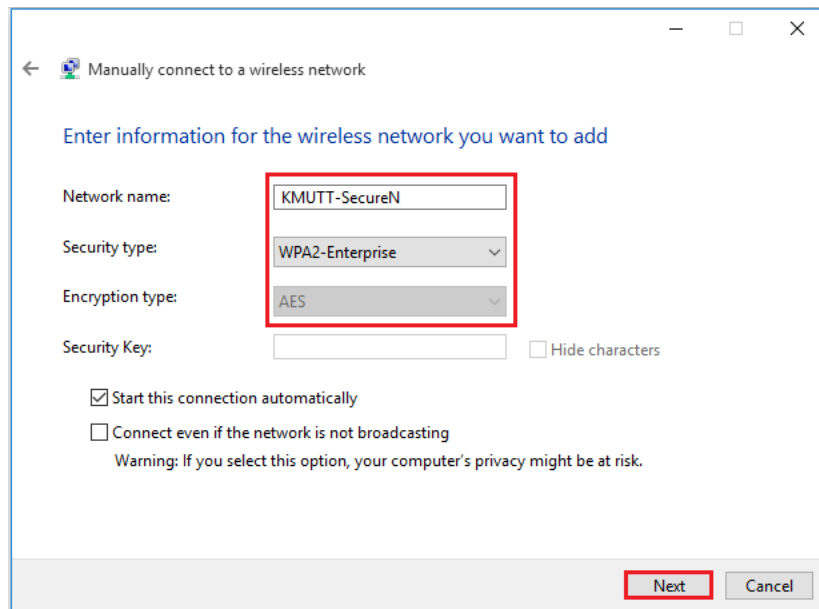 Manually connect to a wireless network
Enter information for the wireless network you want to add
Network name: KMUTT-SecureN
Security type: WPA2-Enterprise
Encryption type: AES
Security Key: Hide characters
Start this connection automatically
Connect even if the network is not broadcasting
Warning: If you select this option, your computer's privacy might be at risk.
Next Cancel